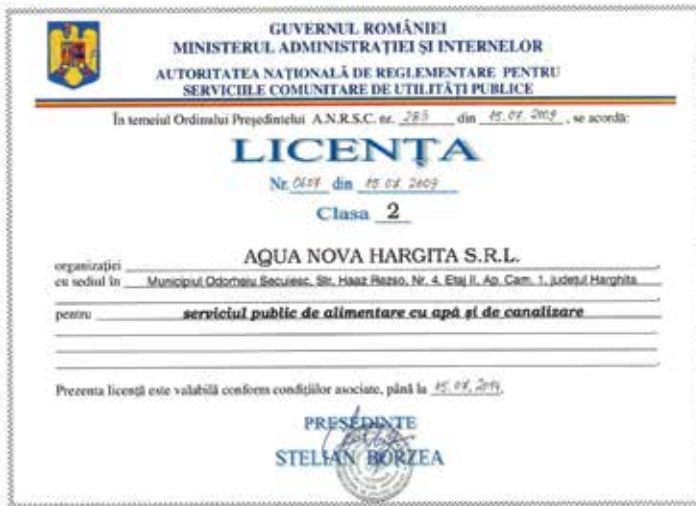 GUVERNUL ROMÂNIEI
MINISTERUL ADMINISTRAȚIEI ȘI INTERNELOR
AUTORITATEA NAȚIONALĂ DE REGLEMENTARE PENTRU
SERVICIILE COMUNITARE DE UTILITĂȚI PUBLICE
În temeiul Ordinului Președintelui A.N.R.S.C. nr. 283 din 15.07.2009, se acordă:
LICENȚA
Nr. 0607 din 15.07.2009
Clasa 2
organizației AQUA NOVA HARGITA S.R.L.
cu sediul în Municipiul Odorheiu Secuiesc, Str. Haaz Rezso, Nr. 4, Etaj II, Ap. Cam. 1, județul Harghita
pentru serviciul public de alimentare cu apă și de canalizare
Prezenta licență este valabilă conform condițiilor asociate, până la 15.07.2014.
PREȘEDINTE
STELIAN BORZEA